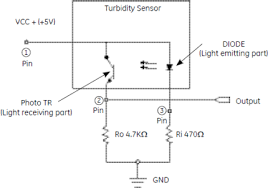 Turbidity Sensor
VCC + (+5V)
1
Pin
DIODE
(Light emitting part)
Photo TR
(Light receiving part)
2
Pin
3
Pin
Output
Ro 4.7KΩ
Ri 470Ω
GND